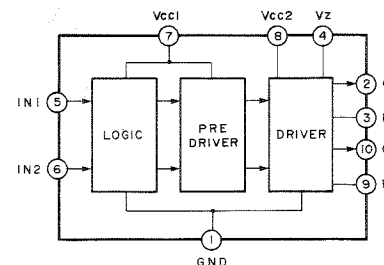 Vcc1 Vcc2 Vz
7 8 4
IN1 5
IN2 6
LOGIC
PRE
DRIVER
DRIVER
2
3
10
9
1
GND